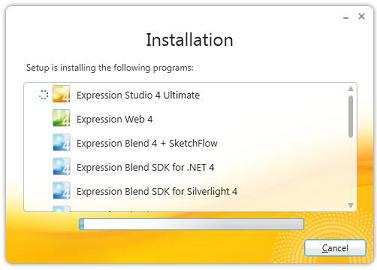 Installation
Setup is installing the following programs:
Expression Studio 4 Ultimate
Expression Web 4
Expression Blend 4 + SketchFlow
Expression Blend SDK for .NET 4
Expression Blend SDK for Silverlight 4
Cancel